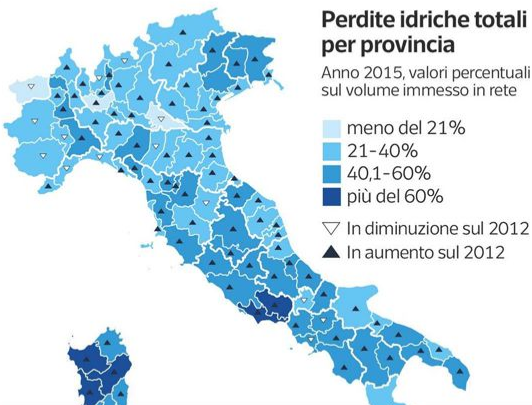 Perdite idriche totali
per provincia
Anno 2015, valori percentuali
sul volume immesso in rete
meno del 21%
21-40%
40,1-60%
più del 60%
In diminuzione sul 2012
In aumento sul 2012